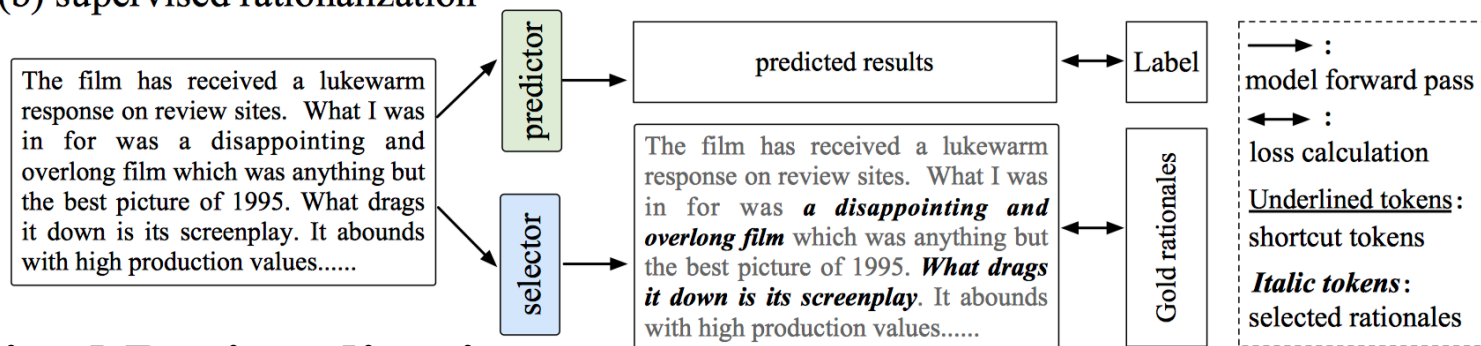 (b) supervised rationalization
The film has received a lukewarm
response on review sites. What I was
in for was a disappointing and
overlong film which was anything but
the best picture of 1995. What drags
it down is its screenplay. It abounds
with high production values......
predictor
selector
predicted results
Label
The film has received a lukewarm
response on review sites. What I was
in for was a disappointing and
overlong film which was anything but
the best picture of 1995. What drags
it down is its screenplay. It abounds
with high production values......
Gold rationales
:
model forward pass
:
loss calculation
Underlined tokens:
shortcut tokens
Italic tokens:
selected rationales